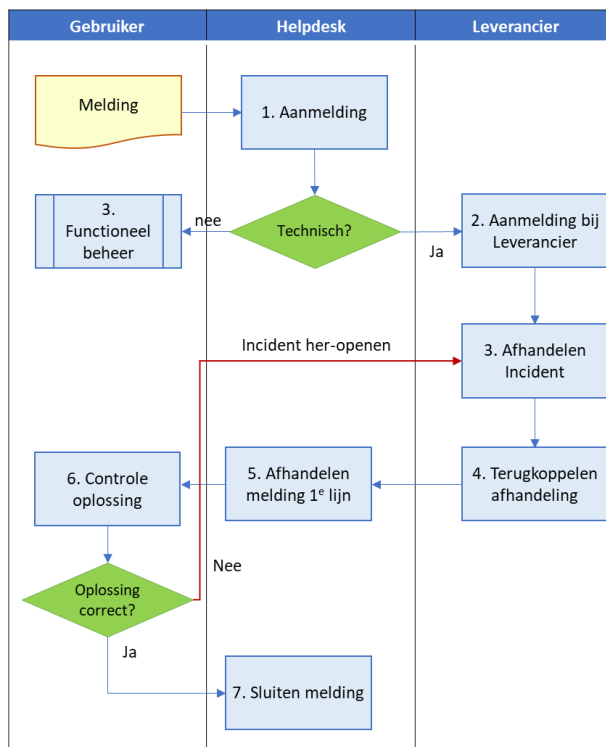 Gebruiker
Helpdesk
Leverancier
Melding
1. Aanmelding
3.
Functioneel
beheer
nee
Technisch?
Ja
2. Aanmelding bij
Leverancier
Incident her-openen
3. Afhandelen
Incident
6. Controle
oplossing
5. Afhandelen
melding 1e lijn
4. Terugkoppelen
afhandeling
Nee
Oplossing
correct?
Ja
7. Sluiten melding